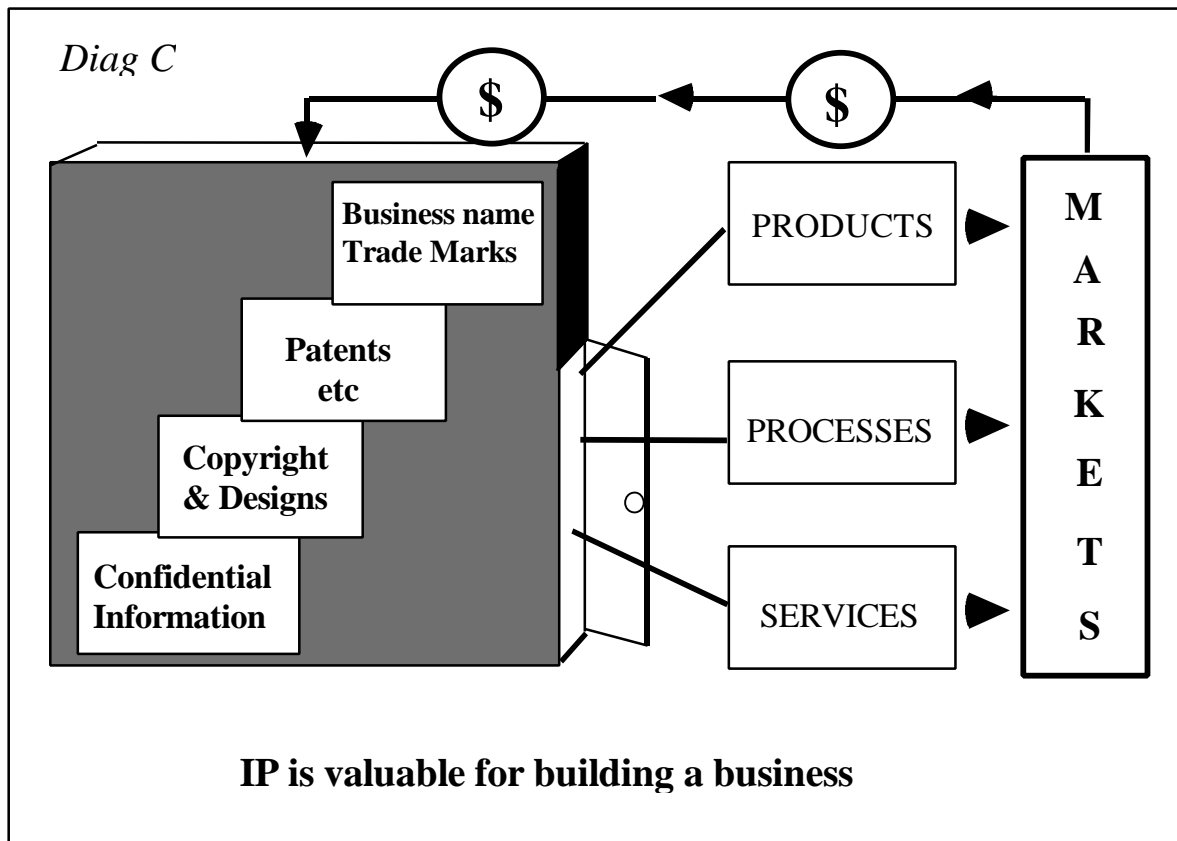 Diag C
$
$
Business name
Trade Marks
PRODUCTS
Patents
etc
PROCESSES
Copyright
& Designs
Confidential
Information
SERVICES
M
A
R
K
E
T
S
IP is valuable for building a business